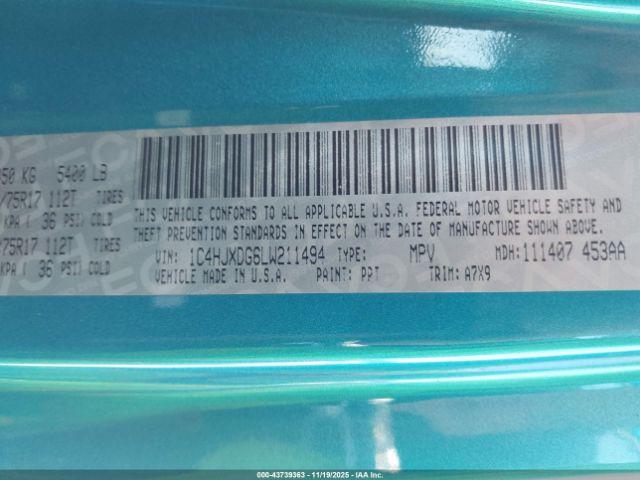 50 KG 5400 LB
/75R17 112T TIRES
KPA ( 36 PSI) COLD
/75R17 112T TIRES
KPA ( 36 PSI) COLD
THIS VEHICLE CONFORMS TO ALL APPLICABLE U.S.A. FEDERAL MOTOR VEHICLE SAFETY AND
THEFT PREVENTION STANDARDS IN EFFECT ON THE DATE OF MANUFACTURE SHOWN ABOVE.
VIN: 1C4HJXDG6LW211494 TYPE: MPV MDH: 111407 453AA
VEHICLE MADE IN U.S.A. PAINT: PPT TRIM: A7X9
000-43739363 - 11/19/2025 - IAAI.com